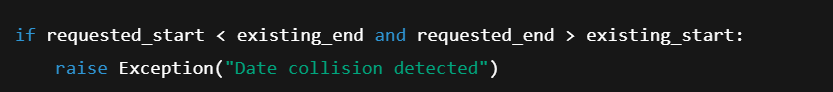 if requested_start < existing_end and requested_end > existing_start:
    raise Exception("Date collision detected")